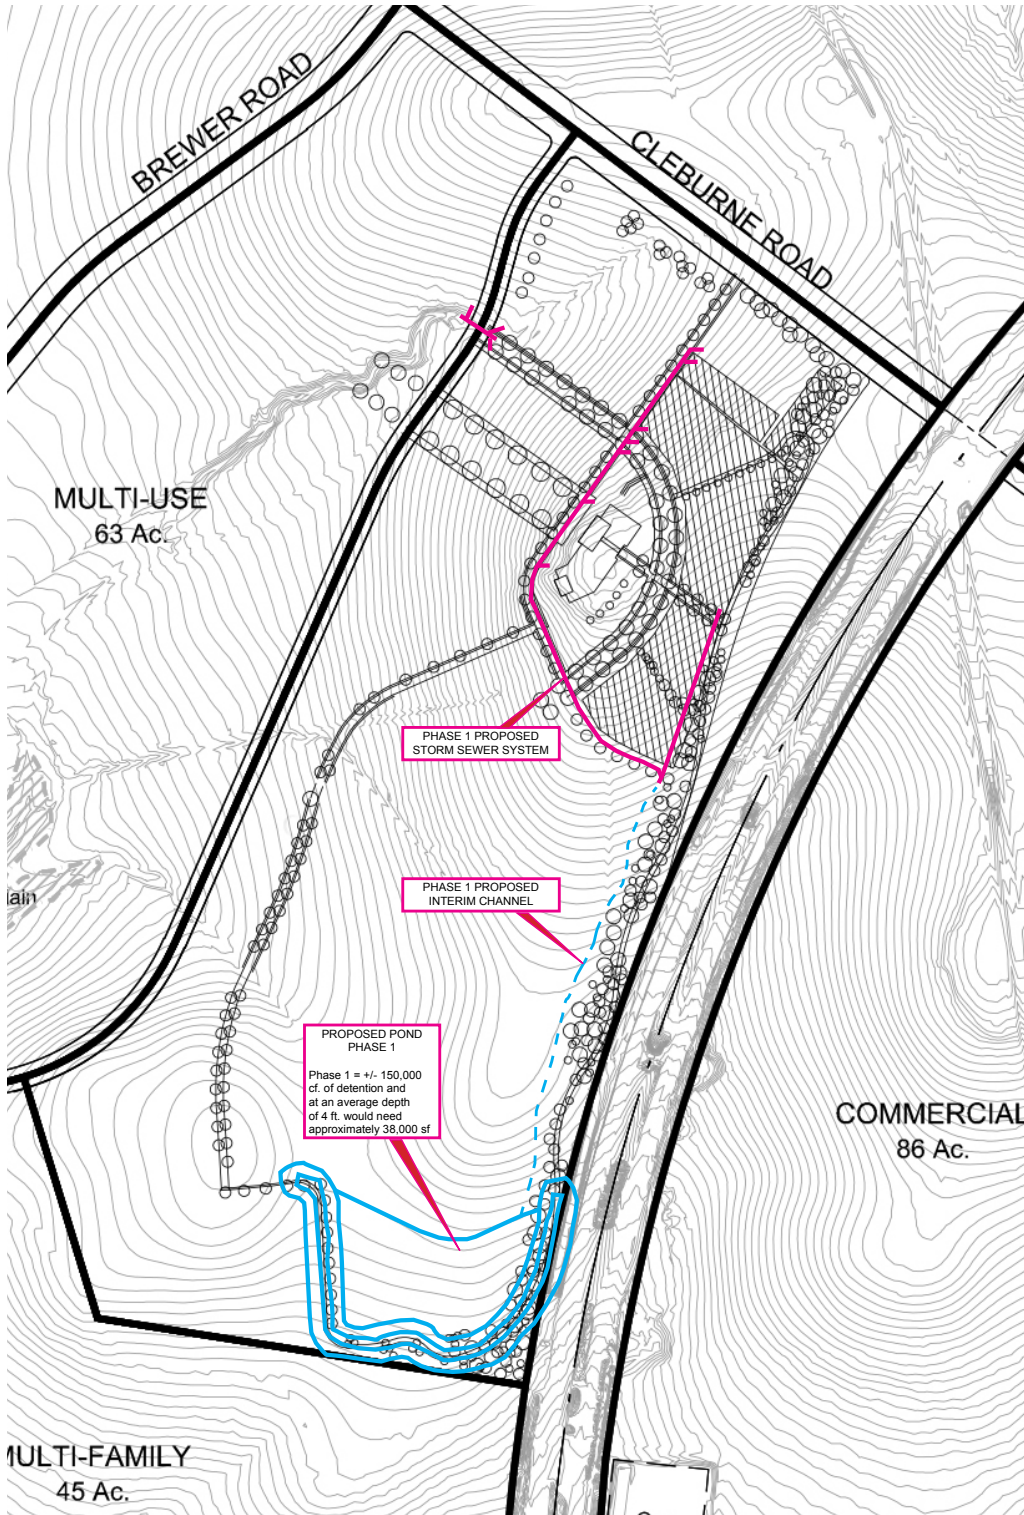 BREWER ROAD
CLEBURNE ROAD
MULTI-USE
63 Ac.
PHASE 1 PROPOSED
STORM SEWER SYSTEM
lain
PHASE 1 PROPOSED
INTERIM CHANNEL
PROPOSED POND
PHASE 1
Phase 1 = +/- 150,000
cf. of detention and
at an average depth
of 4 ft. would need
approximately 38,000 sf
COMMERCIAL
86 Ac.
MULTI-FAMILY
45 Ac.